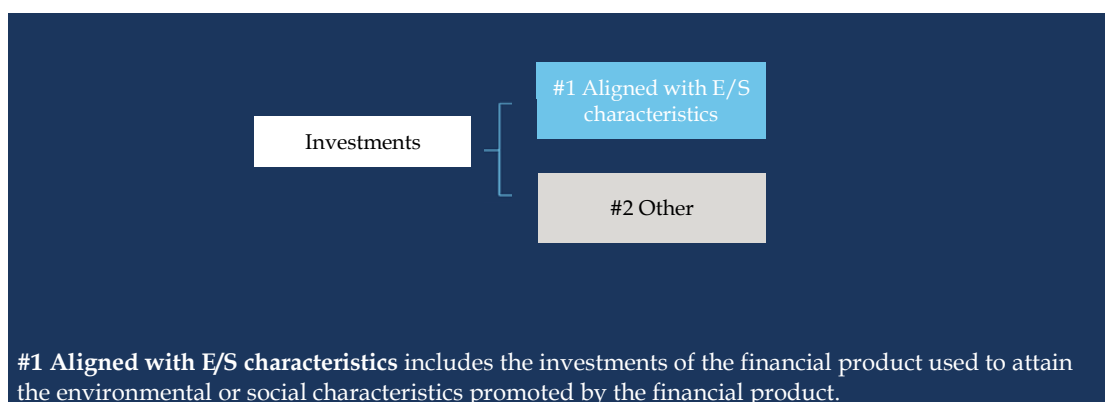 #1 Aligned with E/S
characteristics
Investments
#2 Other
#1 Aligned with E/S characteristics includes the investments of the financial product used to attain
the environmental or social characteristics promoted by the financial product.